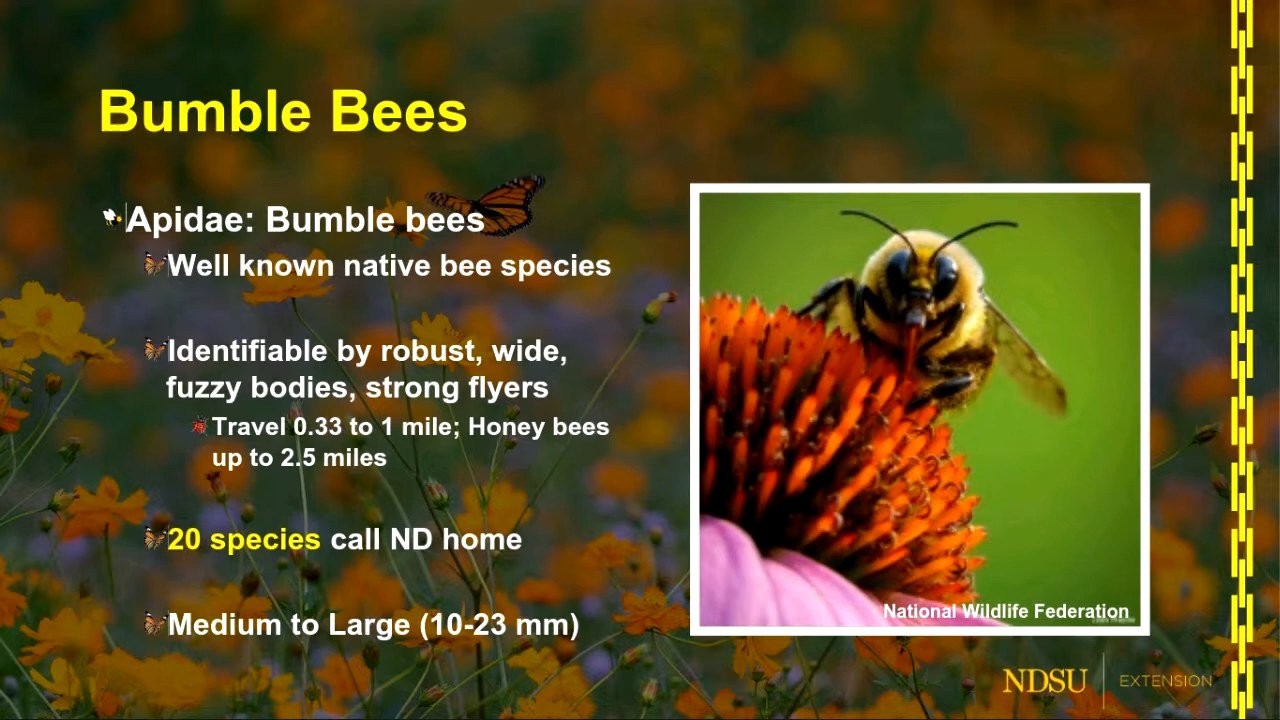 Bumble Bees
Apidae: Bumble bees
Well known native bee species
Identifiable by robust, wide,
fuzzy bodies, strong flyers
Travel 0.33 to 1 mile; Honey bees
up to 2.5 miles
20 species call ND home
Medium to Large (10-23 mm)
National Wildlife Federation
NDSU EXTENSION